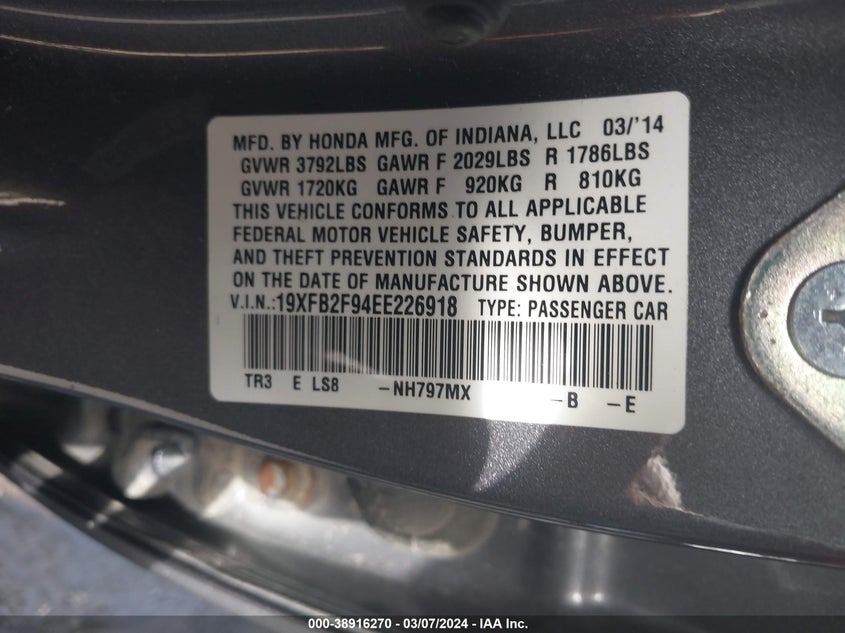 MFD. BY HONDA MFG. OF INDIANA, LLC 03/'14
GVWR 3792LBS GAWR F 2029LBS R 1786LBS
GVWR 1720KG GAWR F 920KG R 810KG
THIS VEHICLE CONFORMS TO ALL APPLICABLE
FEDERAL MOTOR VEHICLE SAFETY, BUMPER,
AND THEFT PREVENTION STANDARDS IN EFFECT
ON THE DATE OF MANUFACTURE SHOWN ABOVE.
V.I.N.:19XFB2F94EE226918 TYPE: PASSENGER CAR
TR3 E LS8 -NH797MX -B -E
000-38916270 - 03/07/2024 - IAA Inc.